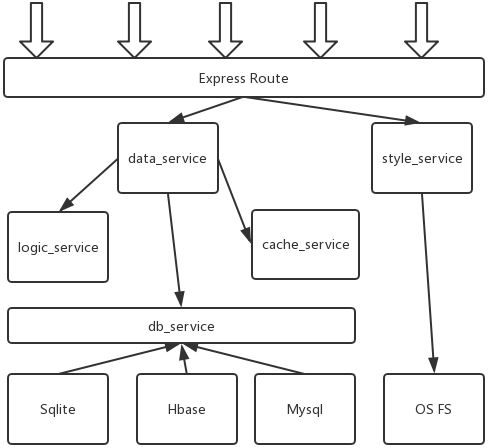 Express Route
data_service
style_service
logic_service
cache_service
db_service
Sqlite
Hbase
Mysql
OS FS